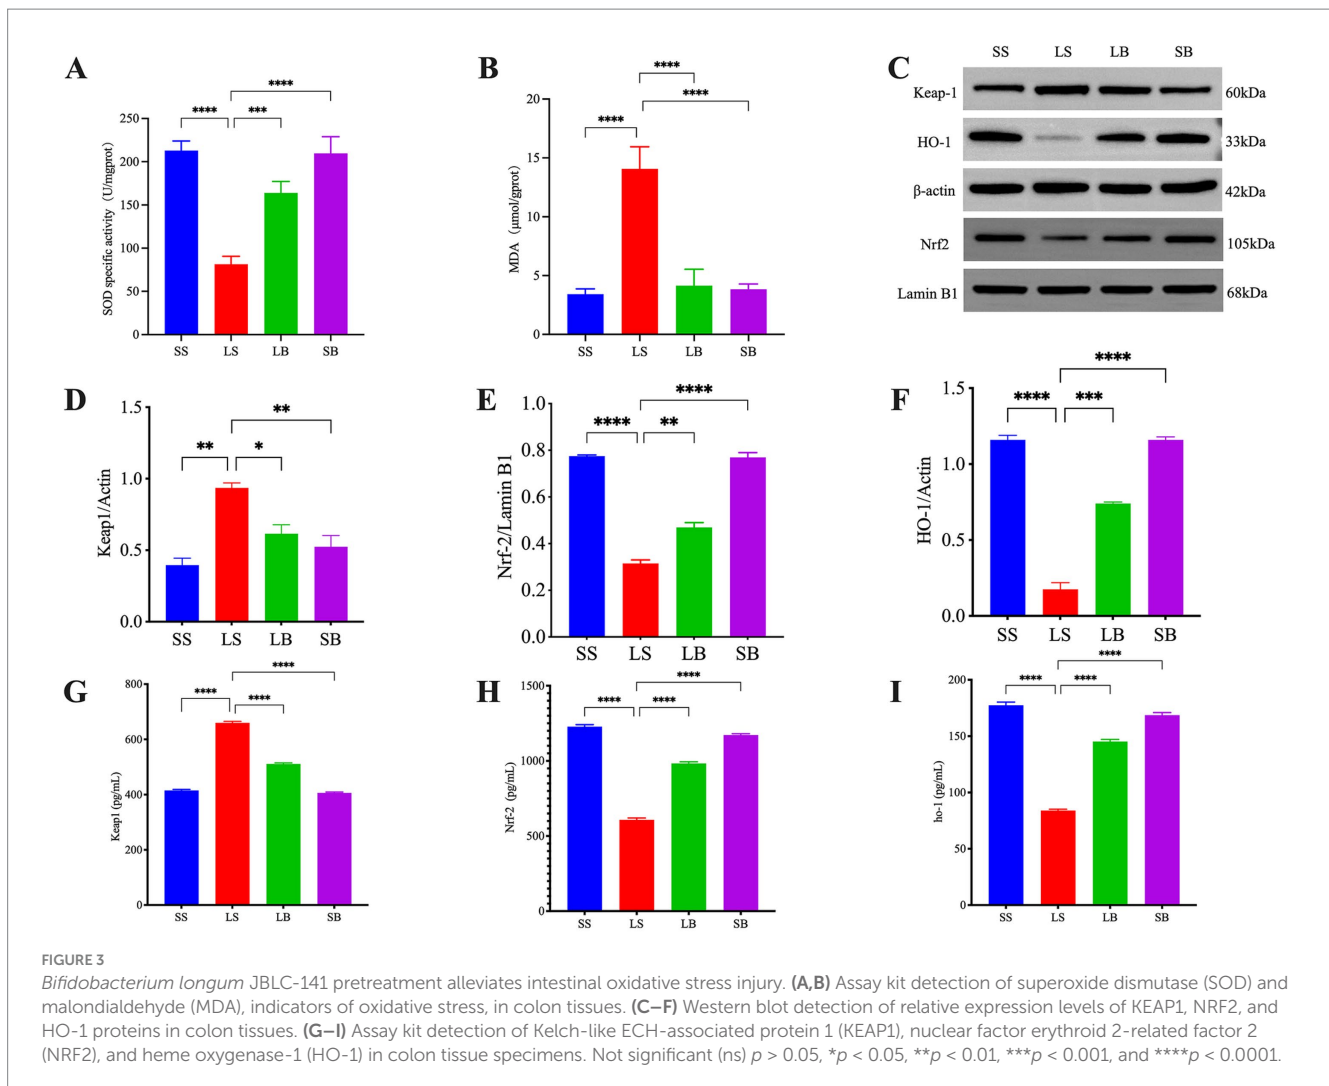 A
****
****
***
SOD specific activity (U/mgprot)
250
200
150
100
50
0
SS LS LB SB
B
****
****
****
MDA (μmol/gprot)
20
15
10
5
0
SS LS LB SB
C
SS LS LB SB
Keap-1 60kDa
HO-1 33kDa
β-actin 42kDa
Nrf2 105kDa
Lamin B1 68kDa
D
**
** *
Keap1/Actin
1.5
1.0
0.5
0.0
SS LS LB SB
E
****
**** **
Nrf-2/Lamin B1
0.8
0.6
0.4
0.2
0.0
SS LS LB SB
F
****
**** ***
HO-1/Actin
1.5
1.0
0.5
0.0
SS LS LB SB
G
****
**** ****
Keap1 (pg/mL)
800
600
400
200
0
SS LS LB SB
H
****
**** ****
Nrf-2 (pg/mL)
1500
1000
500
0
SS LS LB SB
I
****
**** ****
ho-1 (pg/mL)
200
150
100
50
0
SS LS LB SB
FIGURE 3
Bifidobacterium longum JBLC-141 pretreatment alleviates intestinal oxidative stress injury. (A,B) Assay kit detection of superoxide dismutase (SOD) and
malondialdehyde (MDA), indicators of oxidative stress, in colon tissues. (C–F) Western blot detection of relative expression levels of KEAP1, NRF2, and
HO-1 proteins in colon tissues. (G–I) Assay kit detection of Kelch-like ECH-associated protein 1 (KEAP1), nuclear factor erythroid 2-related factor 2
(NRF2), and heme oxygenase-1 (HO-1) in colon tissue specimens. Not significant (ns) p > 0.05, *p < 0.05, **p < 0.01, ***p < 0.001, and ****p < 0.0001.